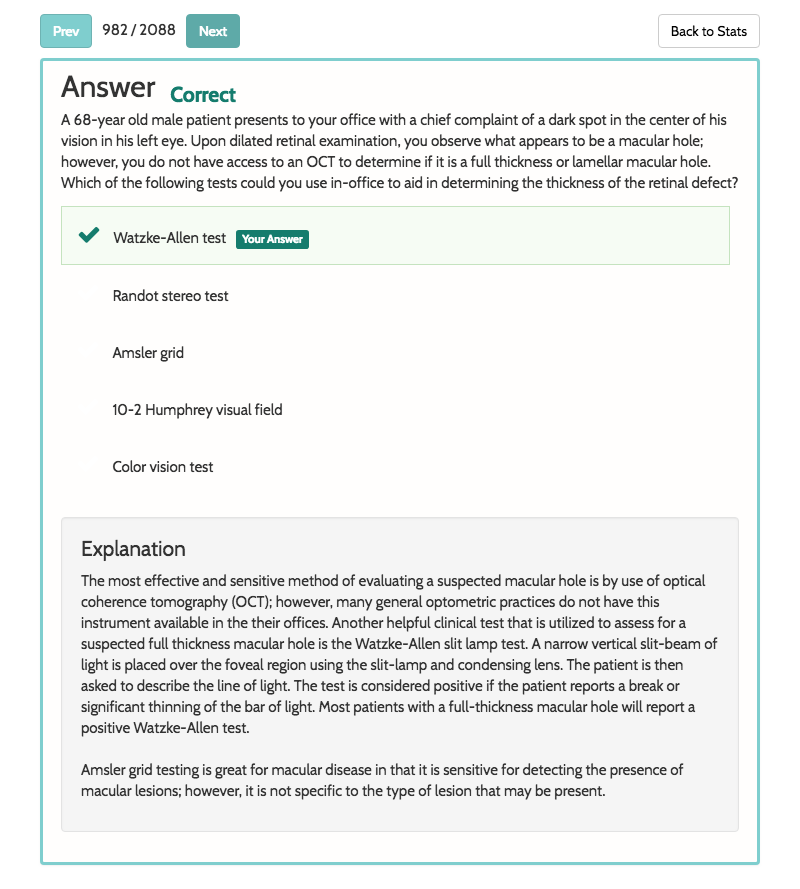 Prev 982 / 2088 Next Back to Stats
Answer Correct
A 68-year old male patient presents to your office with a chief complaint of a dark spot in the center of his
vision in his left eye. Upon dilated retinal examination, you observe what appears to be a macular hole;
however, you do not have access to an OCT to determine if it is a full thickness or lamellar macular hole.
Which of the following tests could you use in-office to aid in determining the thickness of the retinal defect?
Watzke-Allen test Your Answer
Randot stereo test
Amsler grid
10-2 Humphrey visual field
Color vision test
Explanation
The most effective and sensitive method of evaluating a suspected macular hole is by use of optical
coherence tomography (OCT); however, many general optometric practices do not have this
instrument available in the their offices. Another helpful clinical test that is utilized to assess for a
suspected full thickness macular hole is the Watzke-Allen slit lamp test. A narrow vertical slit-beam of
light is placed over the foveal region using the slit-lamp and condensing lens. The patient is then
asked to describe the line of light. The test is considered positive if the patient reports a break or
significant thinning of the bar of light. Most patients with a full-thickness macular hole will report a
positive Watzke-Allen test.
Amsler grid testing is great for macular disease in that it is sensitive for detecting the presence of
macular lesions; however, it is not specific to the type of lesion that may be present.